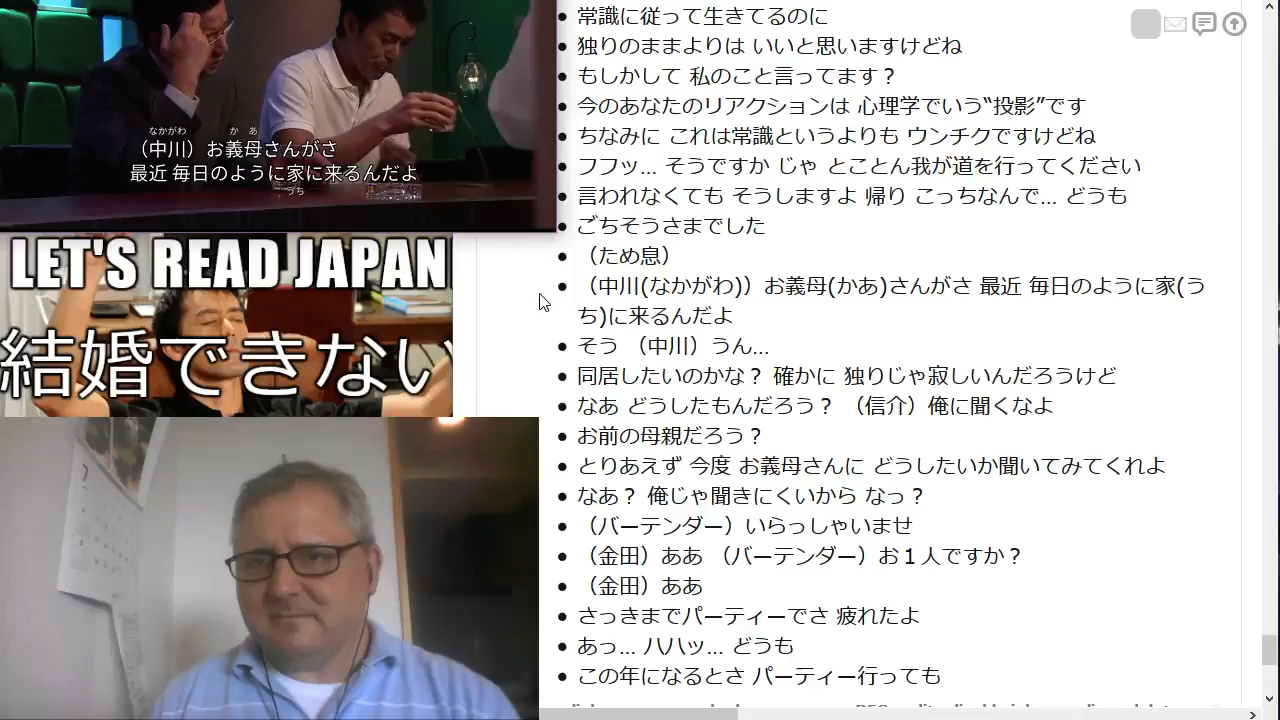 なかがわ か あ
（中川）お義母さんがさ
最近 毎日のように家に来るんだよ
うち
LET'S READ JAPAN
結婚できない
7
常識に従って生きてるのに
独りのままよりは いいと思いますけどね
もしかして 私のこと言ってます？
今のあなたのリアクションは 心理学でいう“投影”です
ちなみに これは常識というよりも ウンチクですけどね
フフッ… そうですか じゃ とことん我が道を行ってください
言われなくても そうしますよ 帰り こっちなんで… どうも
ごちそうさまでした
（ため息）
（中川(なかがわ)）お義母(かあ)さんがさ 最近 毎日のように家(う
ち)に来るんだよ
そう （中川）うん…
同居したいのかな？ 確かに 独りじゃ寂しいんだろうけど
なあ どうしたもんだろう？ （信介）俺に聞くなよ
お前の母親だろう？
とりあえず 今度 お義母さんに どうしたいか聞いてみてくれよ
なあ？ 俺じゃ聞きにくいから なっ？
（バーテンダー）いらっしゃいませ
（金田）ああ （バーテンダー）お１人ですか？
（金田）ああ
さっきまでパーティーでさ 疲れたよ
あっ… ハハッ… どうも
この年になるとさ パーティー行っても